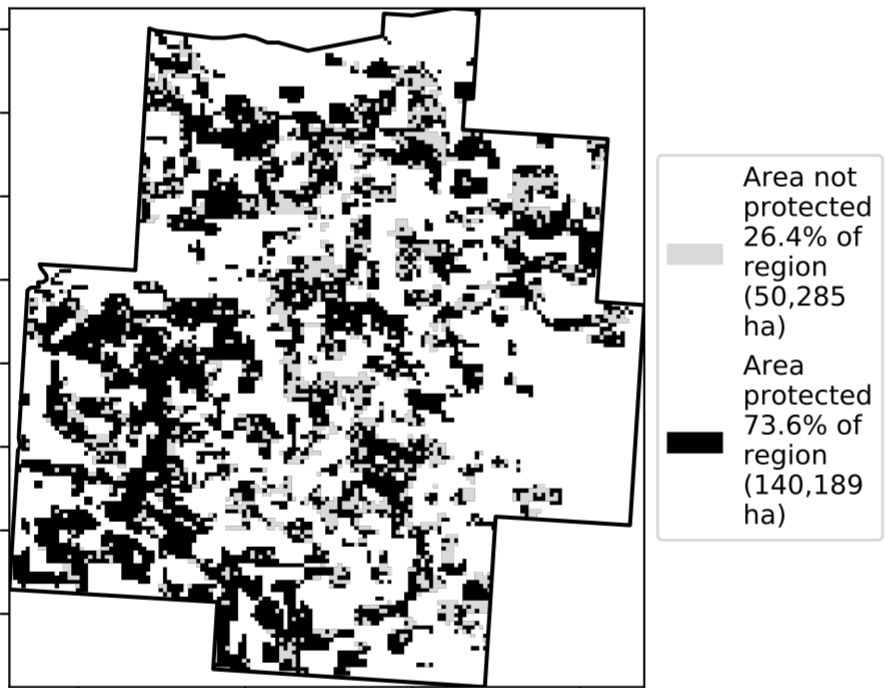 Area not
protected
26.4% of
region
(50,285
ha)
Area
protected
73.6% of
region
(140,189
ha)